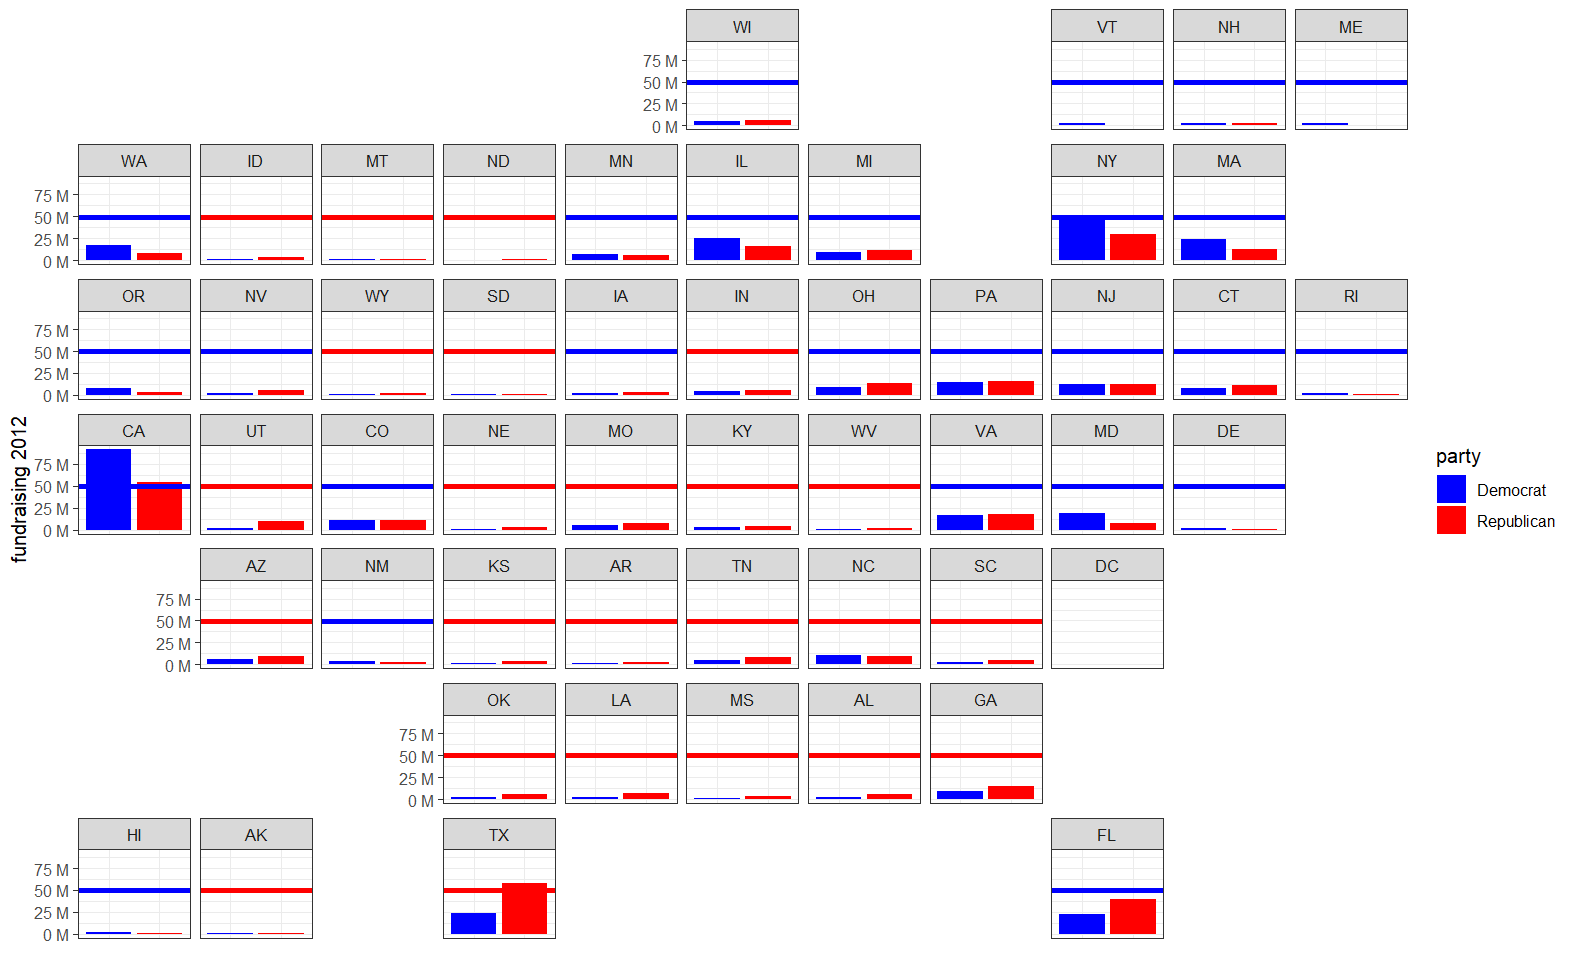 WI VT NH ME
75 M
50 M
25 M
0 M
WA ID MT ND MN IL MI NY MA
75 M
50 M
25 M
0 M
OR NV WY SD IA IN OH PA NJ CT RI
75 M
50 M
25 M
0 M
CA UT CO NE MO KY WV VA MD DE
75 M
50 M
25 M
0 M
AZ NM KS AR TN NC SC DC
75 M
50 M
25 M
0 M
OK LA MS AL GA
75 M
50 M
25 M
0 M
HI AK TX FL
75 M
50 M
25 M
0 M
fundraising 2012
party
Democrat
Republican